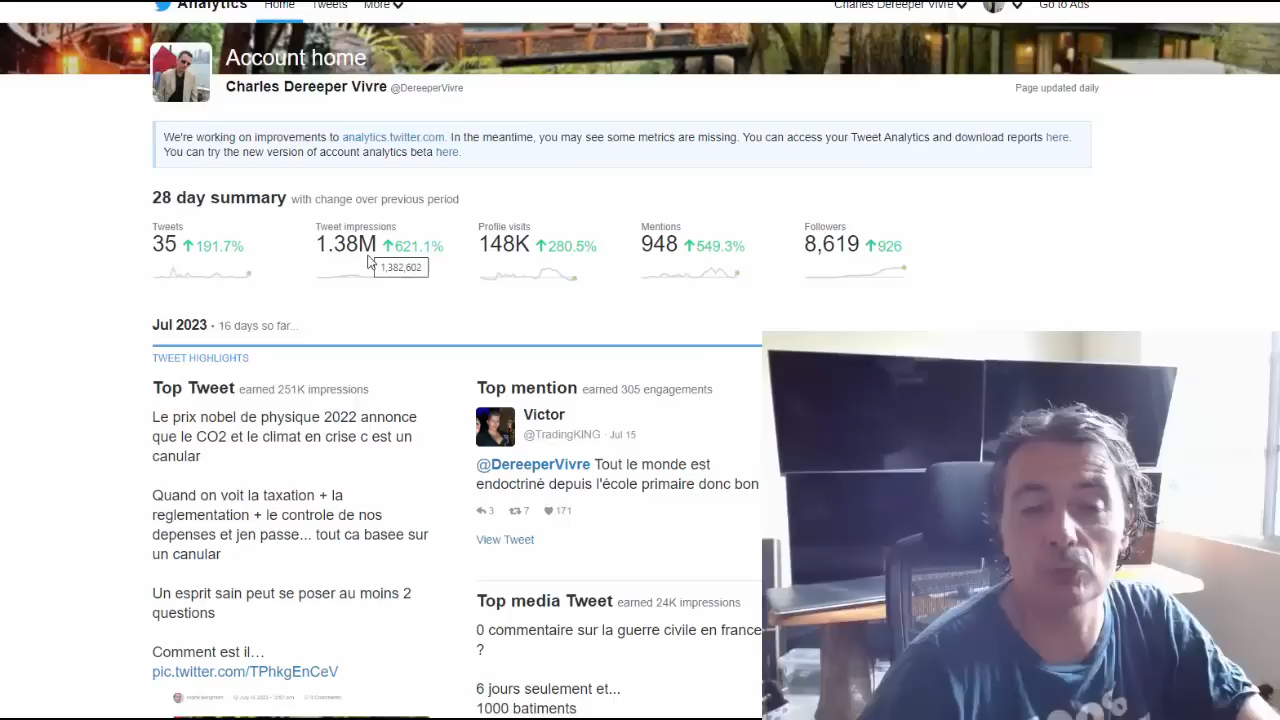 Analytics Home Tweets More Charles Dereeper Vivre Go to Ads
Account home
Charles Dereeper Vivre @DereeperVivre Page updated daily
We're working on improvements to analytics.twitter.com. In the meantime, you may see some metrics are missing. You can access your Tweet Analytics and download reports here.
You can try the new version of account analytics beta here.
28 day summary with change over previous period
Tweets
35 191.7%
Tweet impressions
1.38M 621.1%
1,382,602
Profile visits
148K 280.5%
Mentions
948 549.3%
Followers
8,619 926
Jul 2023 • 16 days so far...
TWEET HIGHLIGHTS
Top Tweet earned 251K impressions
Le prix nobel de physique 2022 annonce
que le CO2 et le climat en crise c est un
canular
Quand on voit la taxation + la
reglementation + le controle de nos
depenses et jen passe... tout ca basee sur
un canular
Un esprit sain peut se poser au moins 2
questions
Comment est il…
pic.twitter.com/TPhkgEnCeV
Top mention earned 305 engagements
Victor
@TradingKING · Jul 15
@DereeperVivre Tout le monde est
endoctriné depuis l'école primaire donc bon
3 7 171
View Tweet
Top media Tweet earned 24K impressions
0 commentaire sur la guerre civile en france
?
6 jours seulement et...
1000 batiments